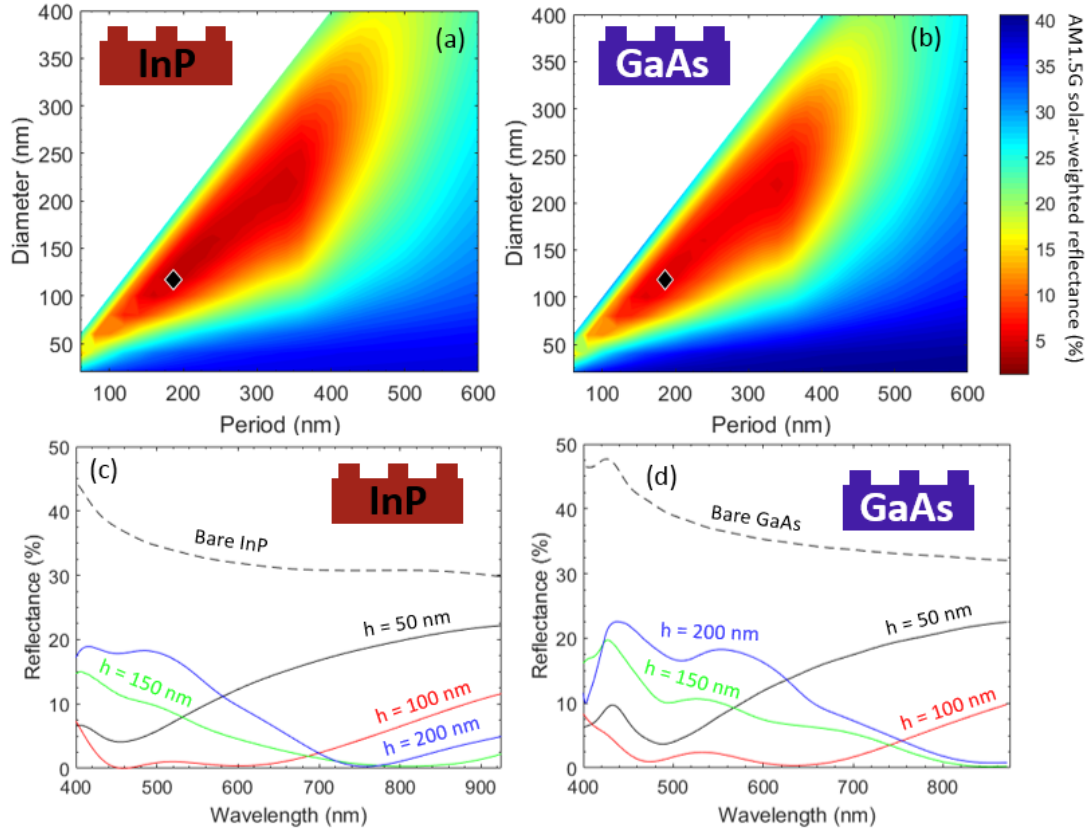 (a)
InP
400
350
300
250
200
150
100
50
Diameter (nm)
100 200 300 400 500 600
Period (nm)
(b)
GaAs
400
350
300
250
200
150
100
50
Diameter (nm)
100 200 300 400 500 600
Period (nm)
40
35
30
25
20
15
10
5
AM1.5G solar-weighted reflectance (%)
(c)
InP
50
40
30
20
10
0
Reflectance (%)
Bare InP
h = 50 nm
h = 150 nm
h = 100 nm
h = 200 nm
400 500 600 700 800 900
Wavelength (nm)
(d)
GaAs
50
40
30
20
10
0
Reflectance (%)
Bare GaAs
h = 50 nm
h = 200 nm
h = 150 nm
h = 100 nm
400 500 600 700 800
Wavelength (nm)